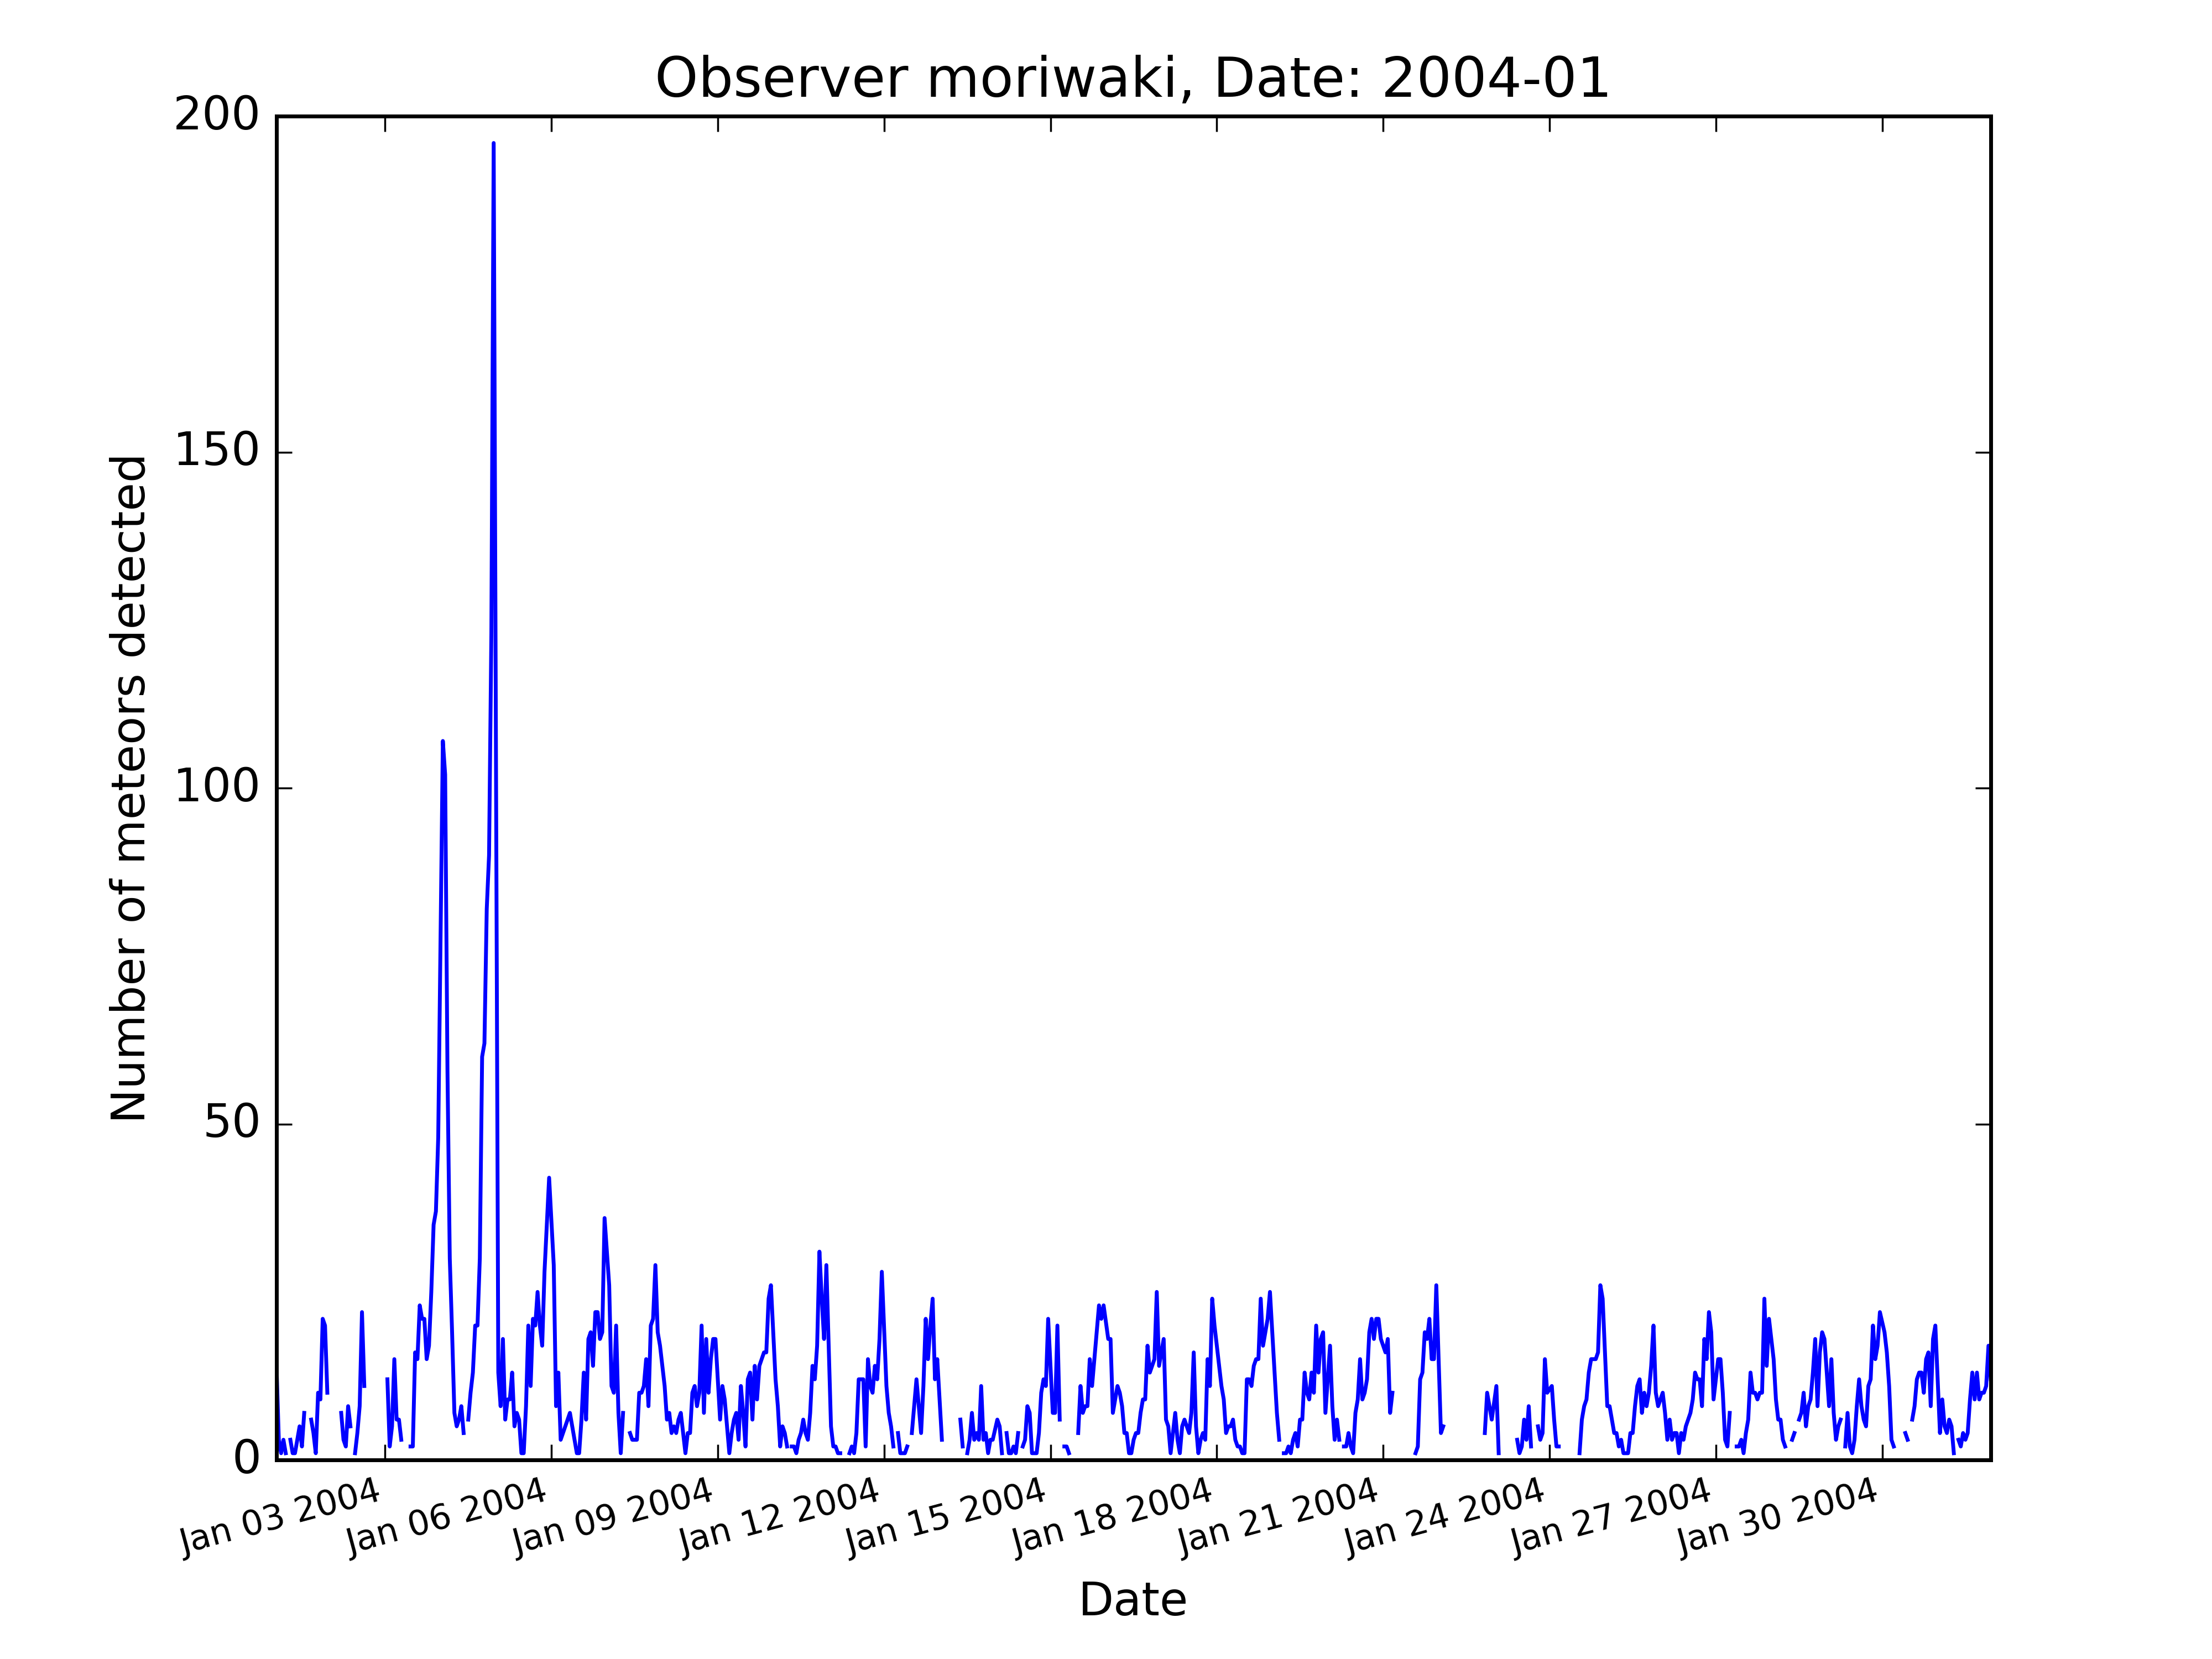 Observer moriwaki, Date: 2004-01
200
150
100
50
0
Number of meteors detected
Jan 03 2004
Jan 06 2004
Jan 09 2004
Jan 12 2004
Jan 15 2004
Jan 18 2004
Jan 21 2004
Jan 24 2004
Jan 27 2004
Jan 30 2004
Date